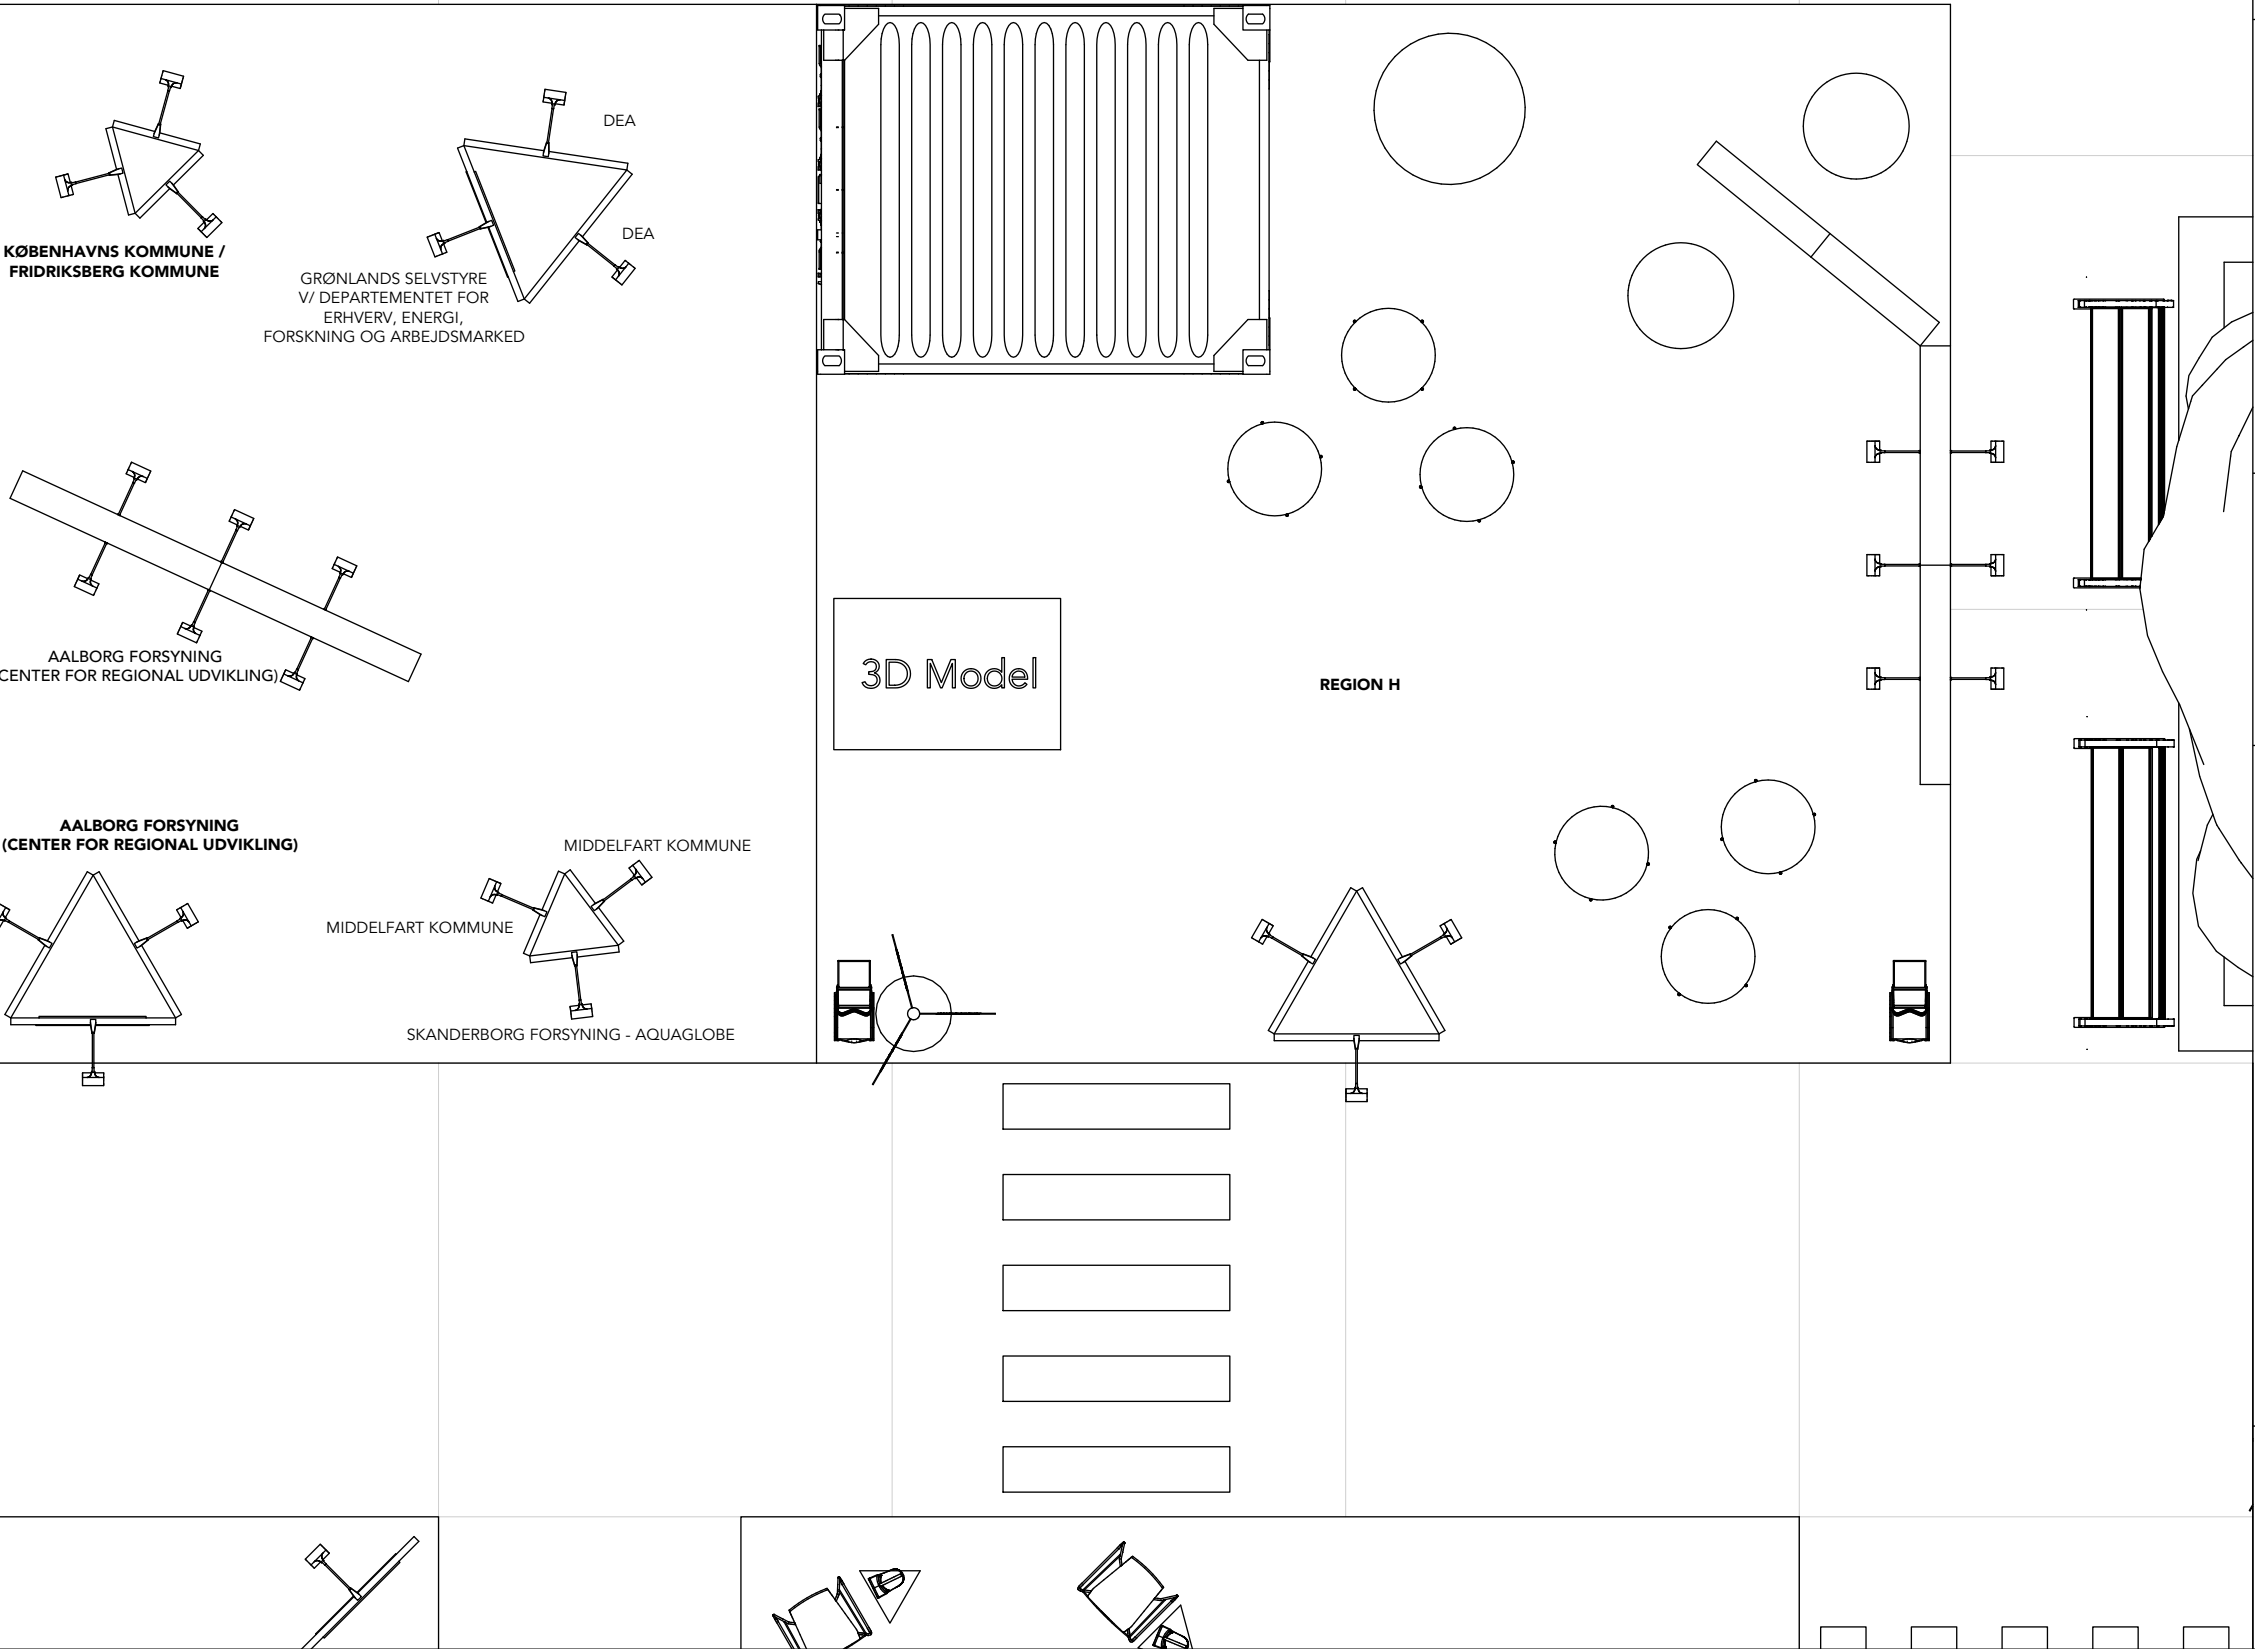 DEA
DEA
KØBENHAVNS KOMMUNE /
FRIDRIKSBERG KOMMUNE
GRØNLANDS SELVSTYRE
V/ DEPARTEMENTET FOR
ERHVERV, ENERGI,
FORSKNING OG ARBEJDSMARKED
AALBORG FORSYNING
CENTER FOR REGIONAL UDVIKLING)
3D Model
REGION H
AALBORG FORSYNING
(CENTER FOR REGIONAL UDVIKLING)
MIDDELFART KOMMUNE
MIDDELFART KOMMUNE
SKANDERBORG FORSYNING - AQUAGLOBE